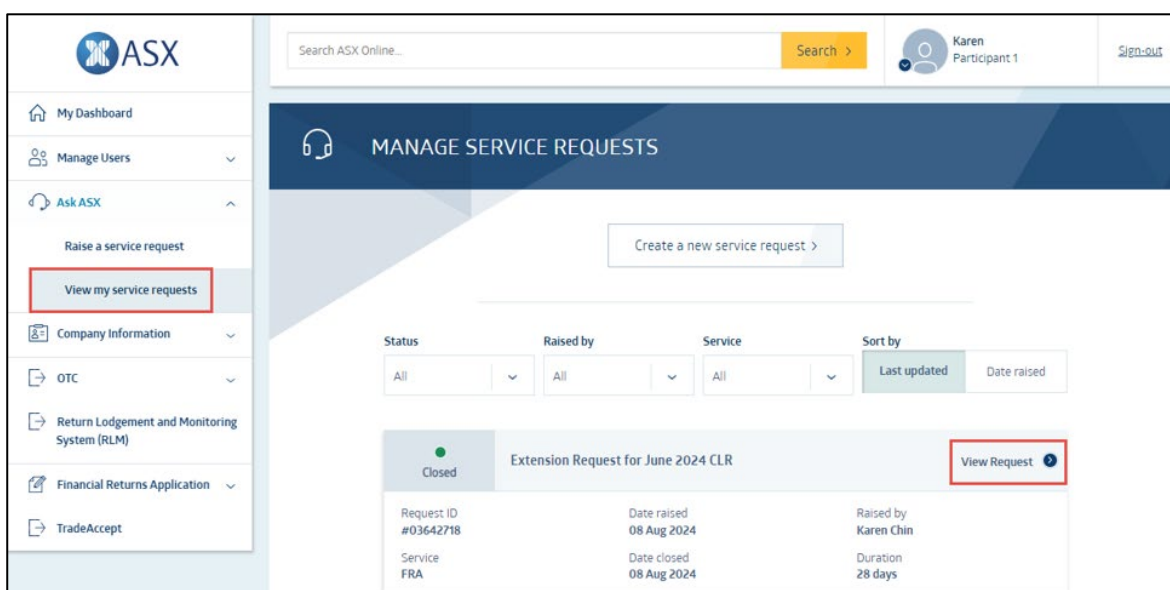 ASX
Search ASX Online...
Search >
Karen
Participant 1
Sign-out
My Dashboard
Manage Users
Ask ASX
Raise a service request
View my service requests
Company Information
OTC
Return Lodgement and Monitoring
System (RLM)
Financial Returns Application
TradeAccept
MANAGE SERVICE REQUESTS
Create a new service request >
Status
Raised by
Service
Sort by
All
All
All
Last updated
Date raised
Closed
Extension Request for June 2024 CLR
View Request
Request ID
Date raised
Raised by
#03642718
08 Aug 2024
Karen Chin
Service
Date closed
Duration
FRA
08 Aug 2024
28 days